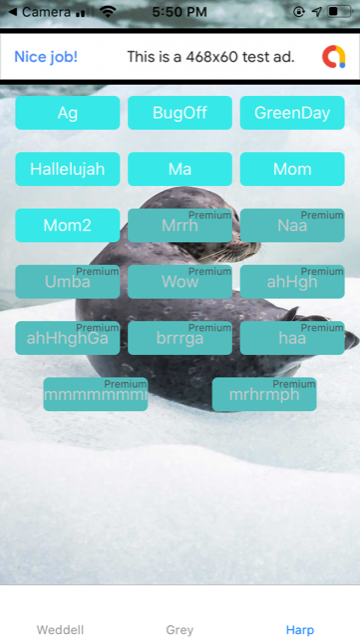 Camera 5:50 PM
Nice job! This is a 468x60 test ad.
Ag BugOff GreenDay
Hallelujah Ma Mom
Mom2 Premium Mrrh Premium Naa
Premium Umba Premium Wow Premium ahHgh
Premium ahHhghGa Premium brrrga Premium haa
Premium mmmmmmm Premium mrhrmph
Weddell Grey Harp